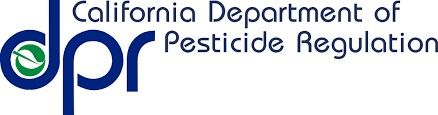 California Department of
dpr Pesticide Regulation